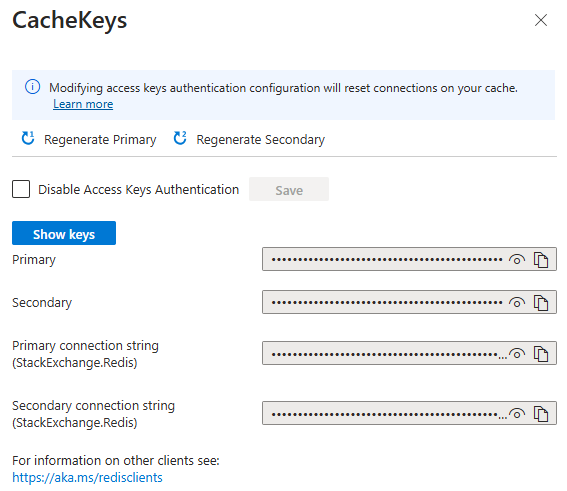 CacheKeys
Modifying access keys authentication configuration will reset connections on your cache.
Learn more
Regenerate Primary
Regenerate Secondary
Disable Access Keys Authentication
Save
Show keys
Primary
••••••••••••••••••••••••••••••••••••••••••••
Secondary
••••••••••••••••••••••••••••••••••••••••••••
Primary connection string
(StackExchange.Redis)
•••••••••••••••••••••••••••••••••••••••••••...
Secondary connection string
(StackExchange.Redis)
•••••••••••••••••••••••••••••••••••••••••••...
For information on other clients see:
https://aka.ms/redisclients